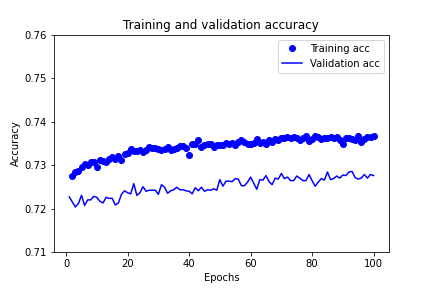 Training and validation accuracy
0.76
Training acc
Validation acc
0.75
0.74
0.73
0.72
0.71
Accuracy
0
20
40
60
80
100
Epochs